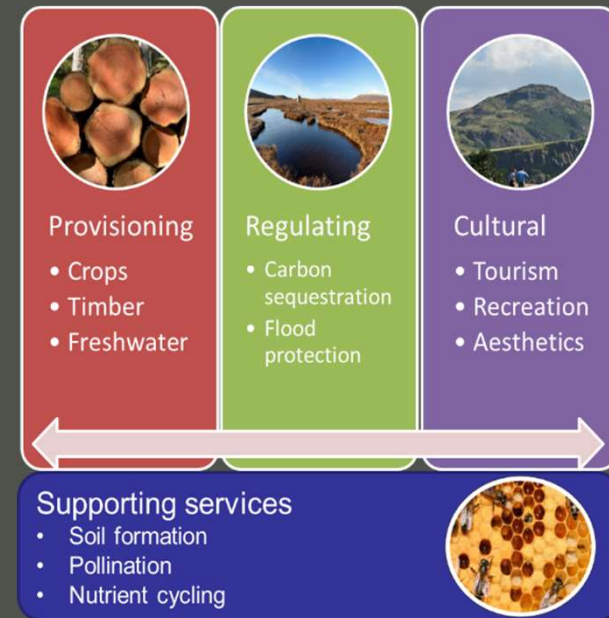 Provisioning
• Crops
• Timber
• Freshwater
Regulating
• Carbon
sequestration
• Flood
protection
Cultural
• Tourism
• Recreation
• Aesthetics
Supporting services
• Soil formation
• Pollination
• Nutrient cycling